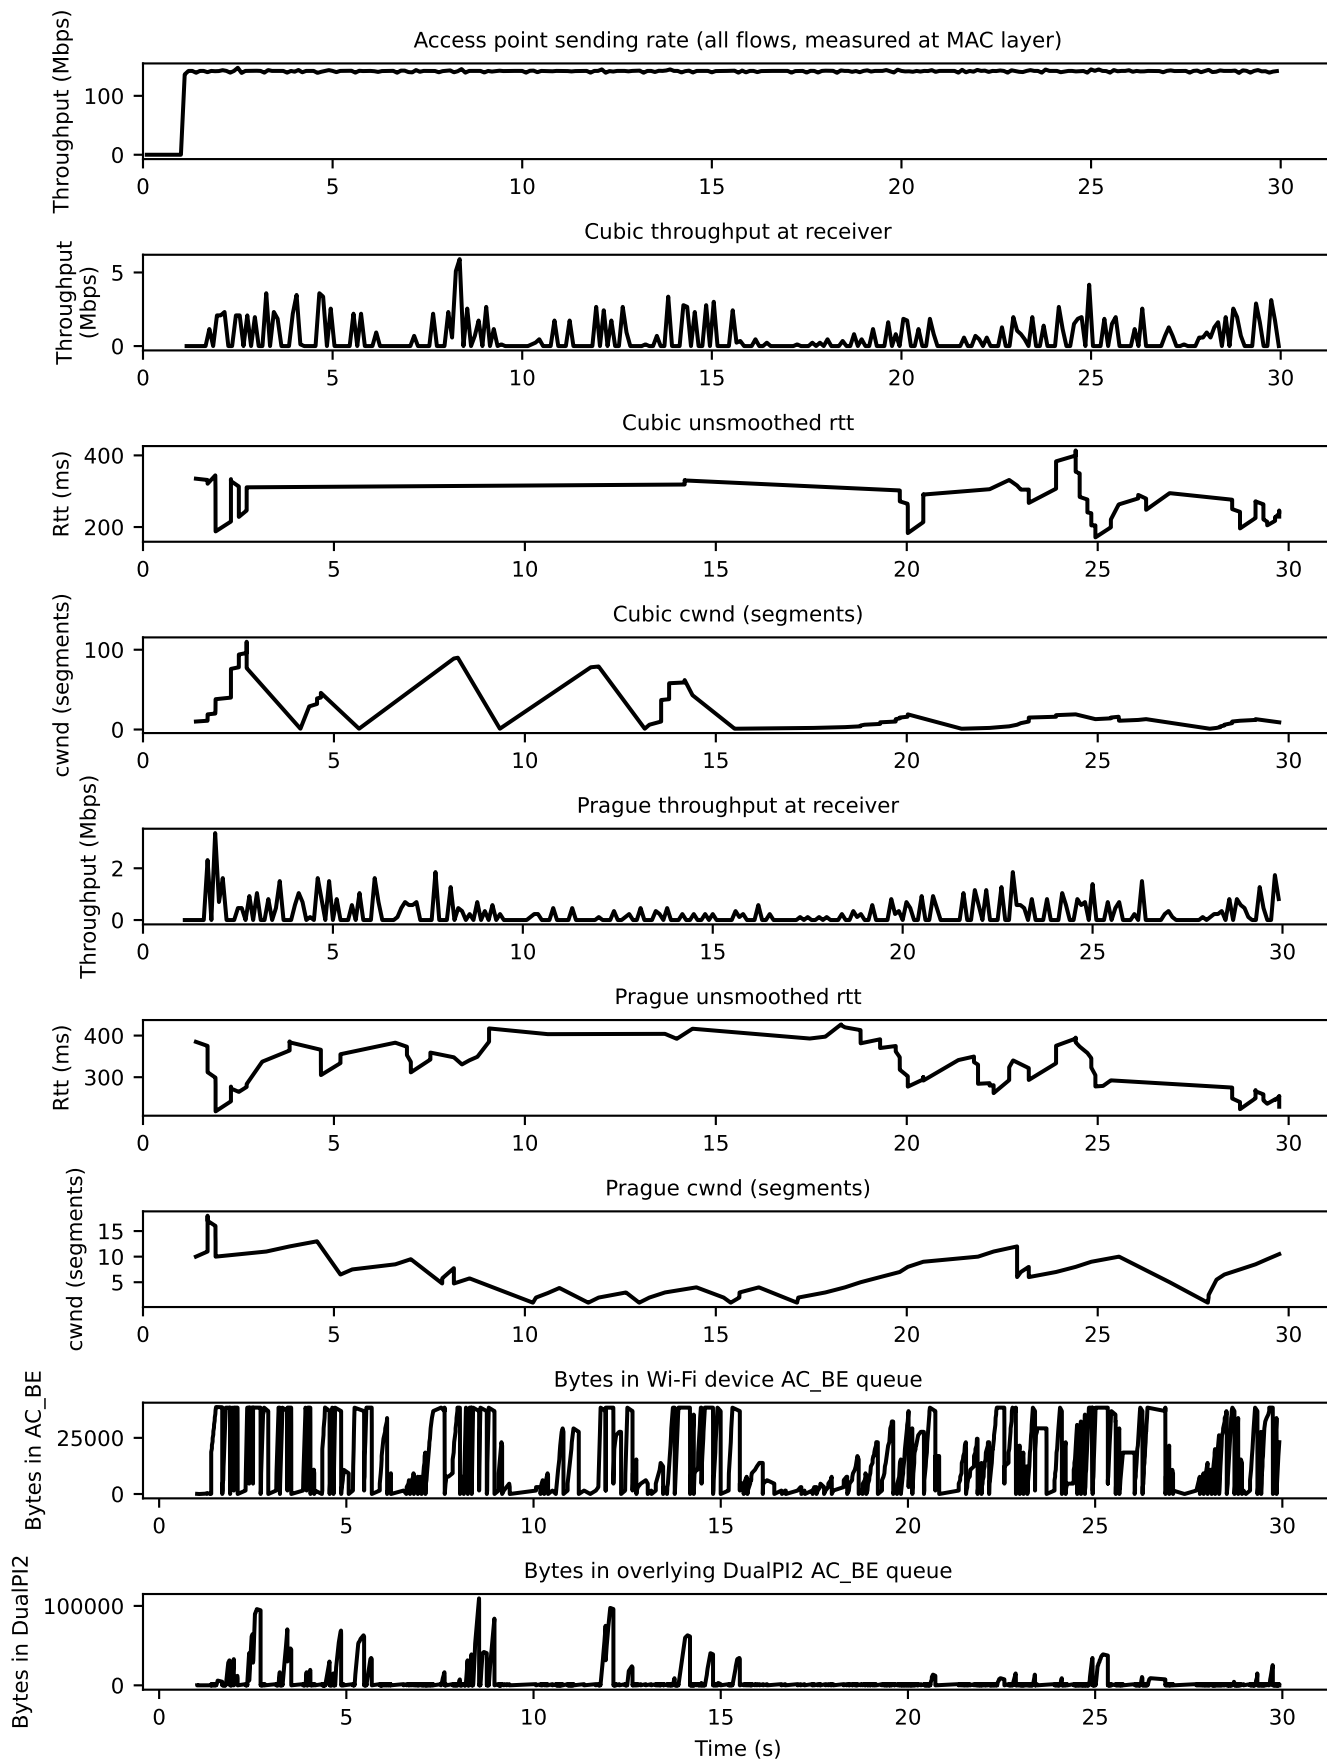 Access point sending rate (all flows, measured at MAC layer)
Throughput (Mbps)
100
0
0 5 10 15 20 25 30
Cubic throughput at receiver
Throughput
(Mbps)
5
0
0 5 10 15 20 25 30
Cubic unsmoothed rtt
Rtt (ms)
400
200
0 5 10 15 20 25 30
Cubic cwnd (segments)
cwnd (segments)
100
0
0 5 10 15 20 25 30
Prague throughput at receiver
Throughput (Mbps)
2
0
0 5 10 15 20 25 30
Prague unsmoothed rtt
Rtt (ms)
400
300
0 5 10 15 20 25 30
Prague cwnd (segments)
cwnd (segments)
15
10
5
0 5 10 15 20 25 30
Bytes in Wi-Fi device AC_BE queue
Bytes in AC_BE
25000
0
0 5 10 15 20 25 30
Bytes in overlying DualPI2 AC_BE queue
Bytes in DualPI2
100000
0
0 5 10 15 20 25 30
Time (s)